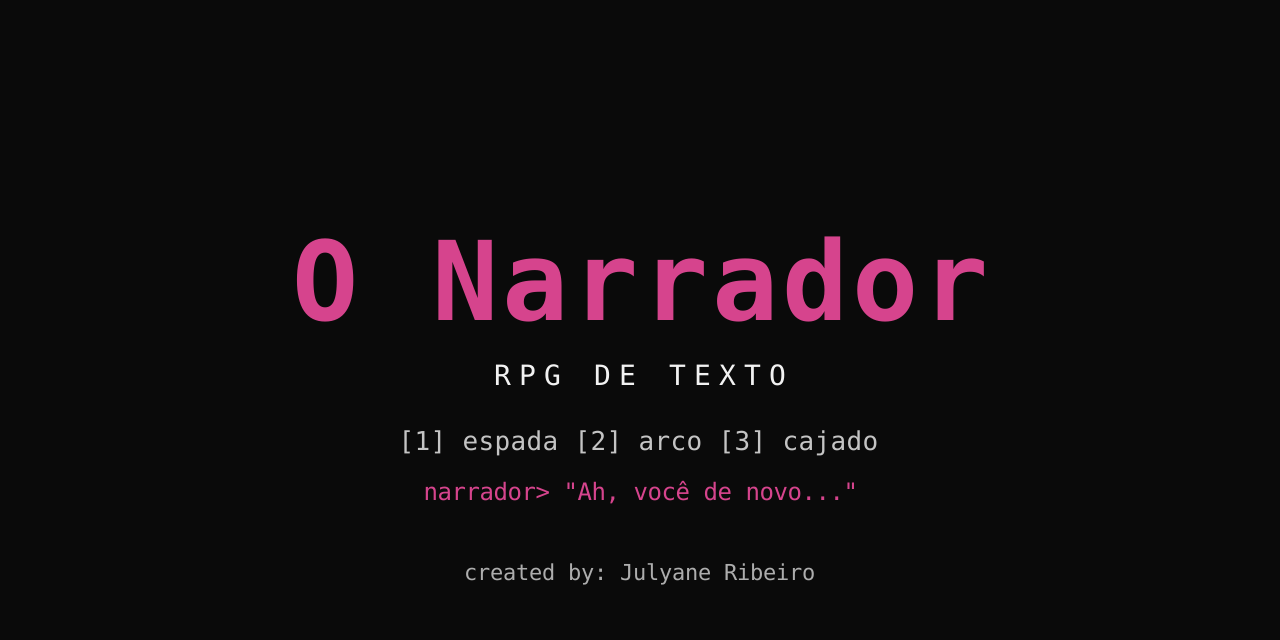 O Narrador
RPG DE TEXTO
[1] espada [2] arco [3] cajado
narrador> "Ah, você de novo..."
created by: Julyane Ribeiro